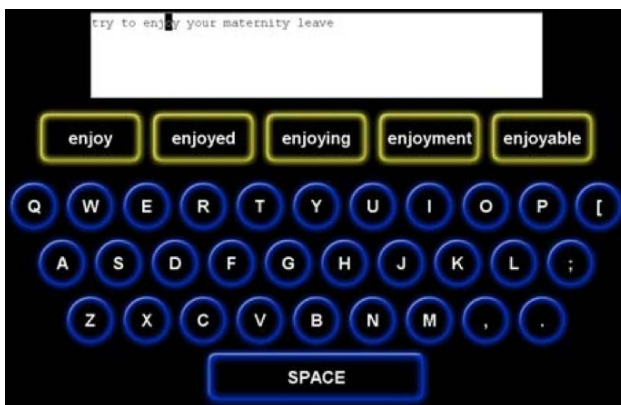 try to enjoy your maternity leave
enjoy enjoyed enjoying enjoyment enjoyable
Q W E R T Y U I O P [
A S D F G H J K L ;
Z X C V B N M , .
SPACE